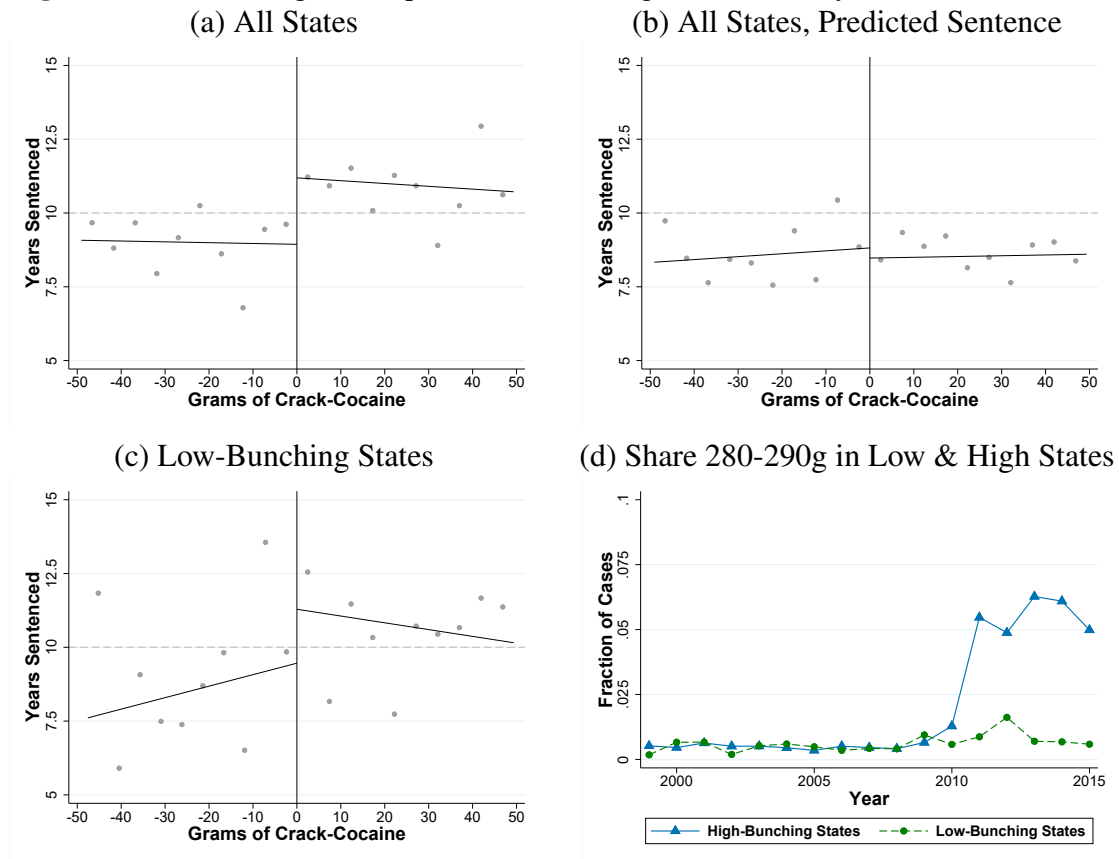 (a) All States
(b) All States, Predicted Sentence
15
12.5
10
7.5
5
Years Sentenced
-50 -40 -30 -20 -10 0 10 20 30 40 50
Grams of Crack-Cocaine
15
12.5
10
7.5
5
Years Sentenced
-50 -40 -30 -20 -10 0 10 20 30 40 50
Grams of Crack-Cocaine
(c) Low-Bunching States
(d) Share 280-290g in Low & High States
15
12.5
10
7.5
5
Years Sentenced
-50 -40 -30 -20 -10 0 10 20 30 40 50
Grams of Crack-Cocaine
.1
.075
.05
.025
0
Fraction of Cases
2000 2005 2010 2015
Year
High-Bunching States Low-Bunching States